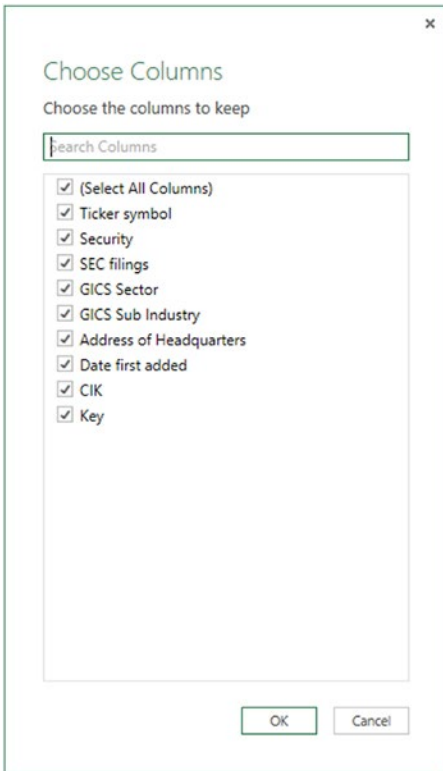 Choose Columns
Choose the columns to keep
Search Columns
(Select All Columns)
Ticker symbol
Security
SEC filings
GICS Sector
GICS Sub Industry
Address of Headquarters
Date first added
CIK
Key
OK
Cancel